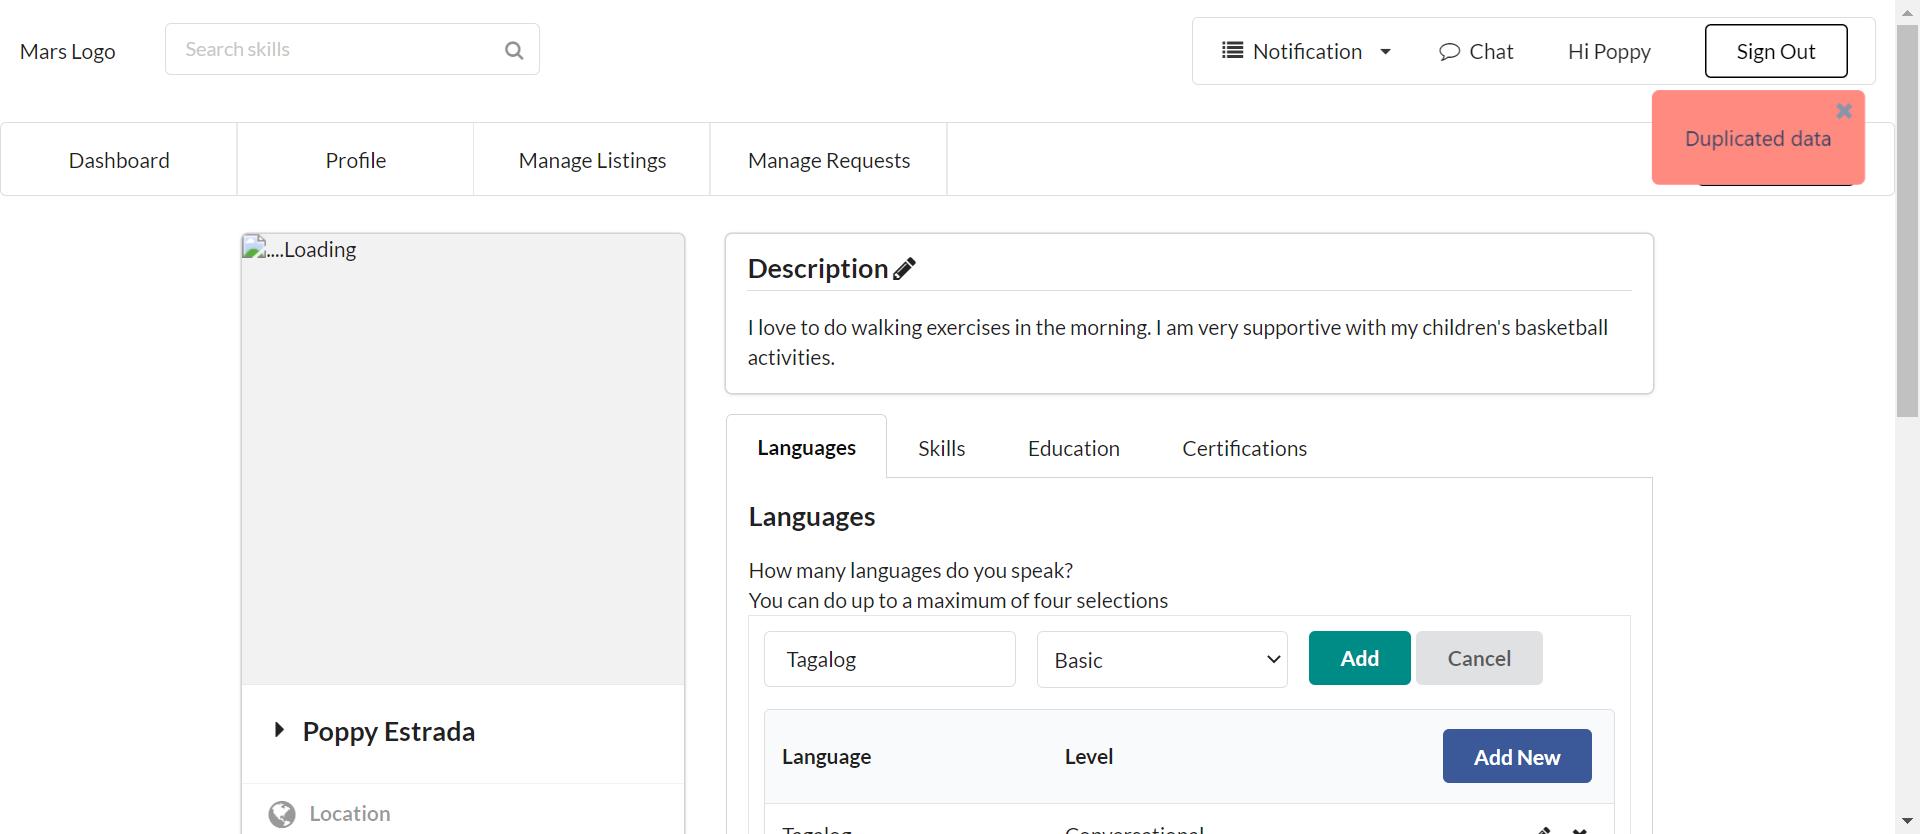 Mars Logo
Search skills
Notification
Chat
Hi Poppy
Sign Out
Duplicated data
Dashboard
Profile
Manage Listings
Manage Requests
....Loading
Description
I love to do walking exercises in the morning. I am very supportive with my children's basketball
activities.
Languages
Skills
Education
Certifications
Languages
How many languages do you speak?
You can do up to a maximum of four selections
Tagalog
Basic
Add
Cancel
Language
Level
Add New
Tagalog
Conversational
Poppy Estrada
Location